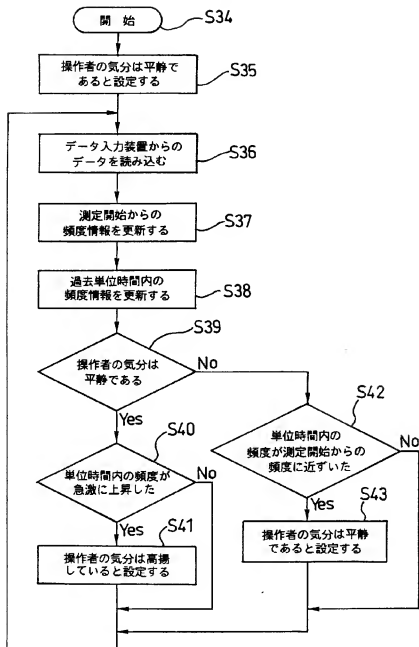 開始
S34
操作者の気分は平静で
あると設定する
S35
データ入力装置からの
データを読み込む
S36
測定開始からの
頻度情報を更新する
S37
過去単位時間内の
頻度情報を更新する
S38
S39
操作者の気分は
平静である
No
Yes
S40
単位時間内の頻度が
急激に上昇した
No
Yes
S41
操作者の気分は高揚
していると設定する
S42
単位時間内の
頻度が測定開始からの
頻度に近ずいた
No
Yes
S43
操作者の気分は平静
であると設定する